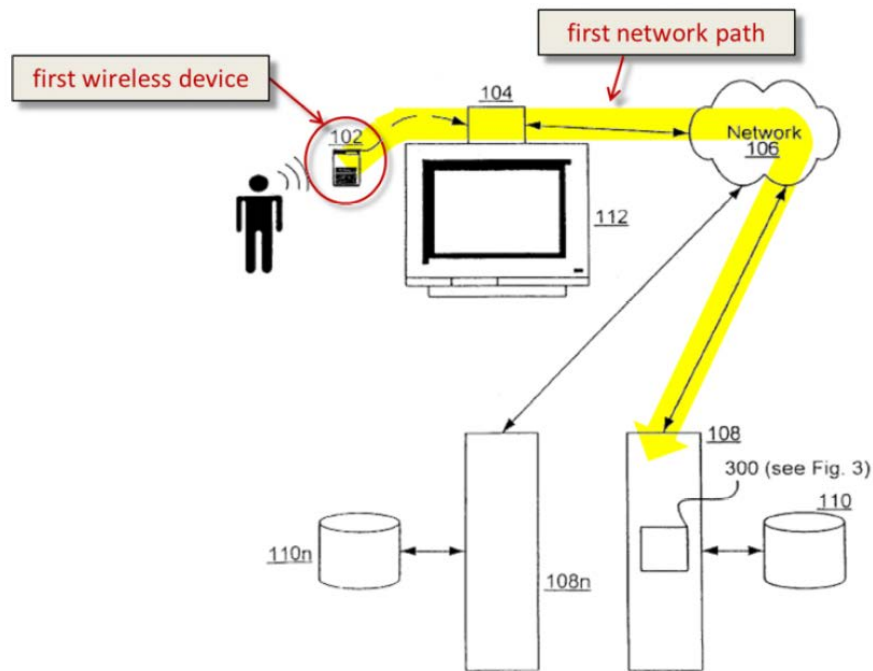 first network path
first wireless device
104
102
Network
106
112
108
300 (see Fig. 3)
110
110n
108n